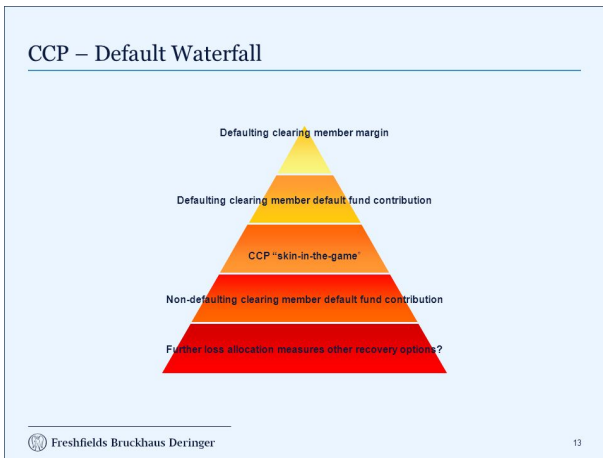 CCP – Default Waterfall
Defaulting clearing member margin
Defaulting clearing member default fund contribution
CCP “skin-in-the-game´
Non-defaulting clearing member default fund contribution
Further loss allocation measures other recovery options?
Freshfields Bruckhaus Deringer
13